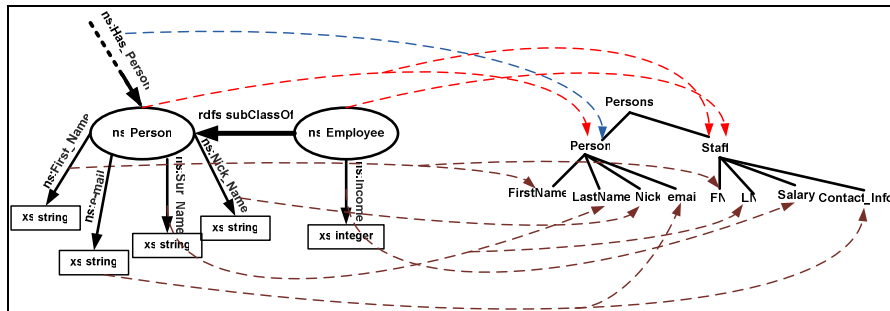 ns:Has_Person
Persons
rdfs subClassOf
ns Person
ns Employee
Person
Staff
ns:First_Name
ns:e-mail
ns:Sur_Name
ns:Nick_Name
ns:Income
FirstName
LastName
Nick
emai
FN
LN
Salary
Contact_Info
xs string
xs string
xs string
xs string
xs integer